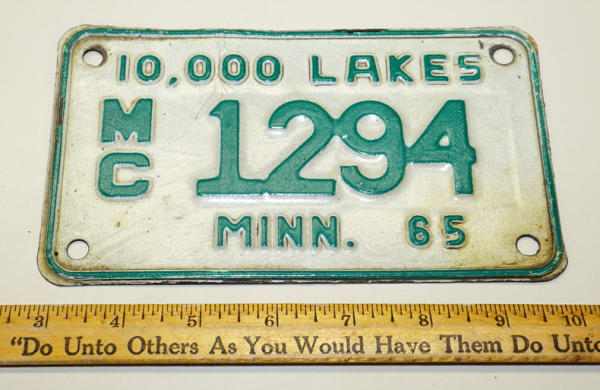 10,000 LAKES
MC 1294
MINN. 65
3 4 5 6 7 8 9 10
"Do Unto Others As You Would Have Them Do Unto